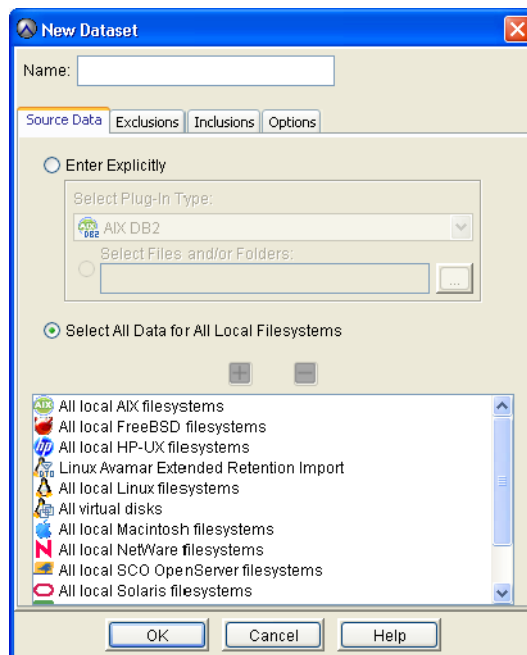 New Dataset
Name:
Source Data Exclusions Inclusions Options
Enter Explicitly
Select Plug-In Type:
DB2 AIX DB2
Select Files and/or Folders:
...
Select All Data for All Local Filesystems
AIX All local AIX filesystems
All local FreeBSD filesystems
hp All local HP-UX filesystems
Linux Avamar Extended Retention Import
All local Linux filesystems
All virtual disks
All local Macintosh filesystems
N All local NetWare filesystems
All local SCO OpenServer filesystems
All local Solaris filesystems
OK Cancel Help